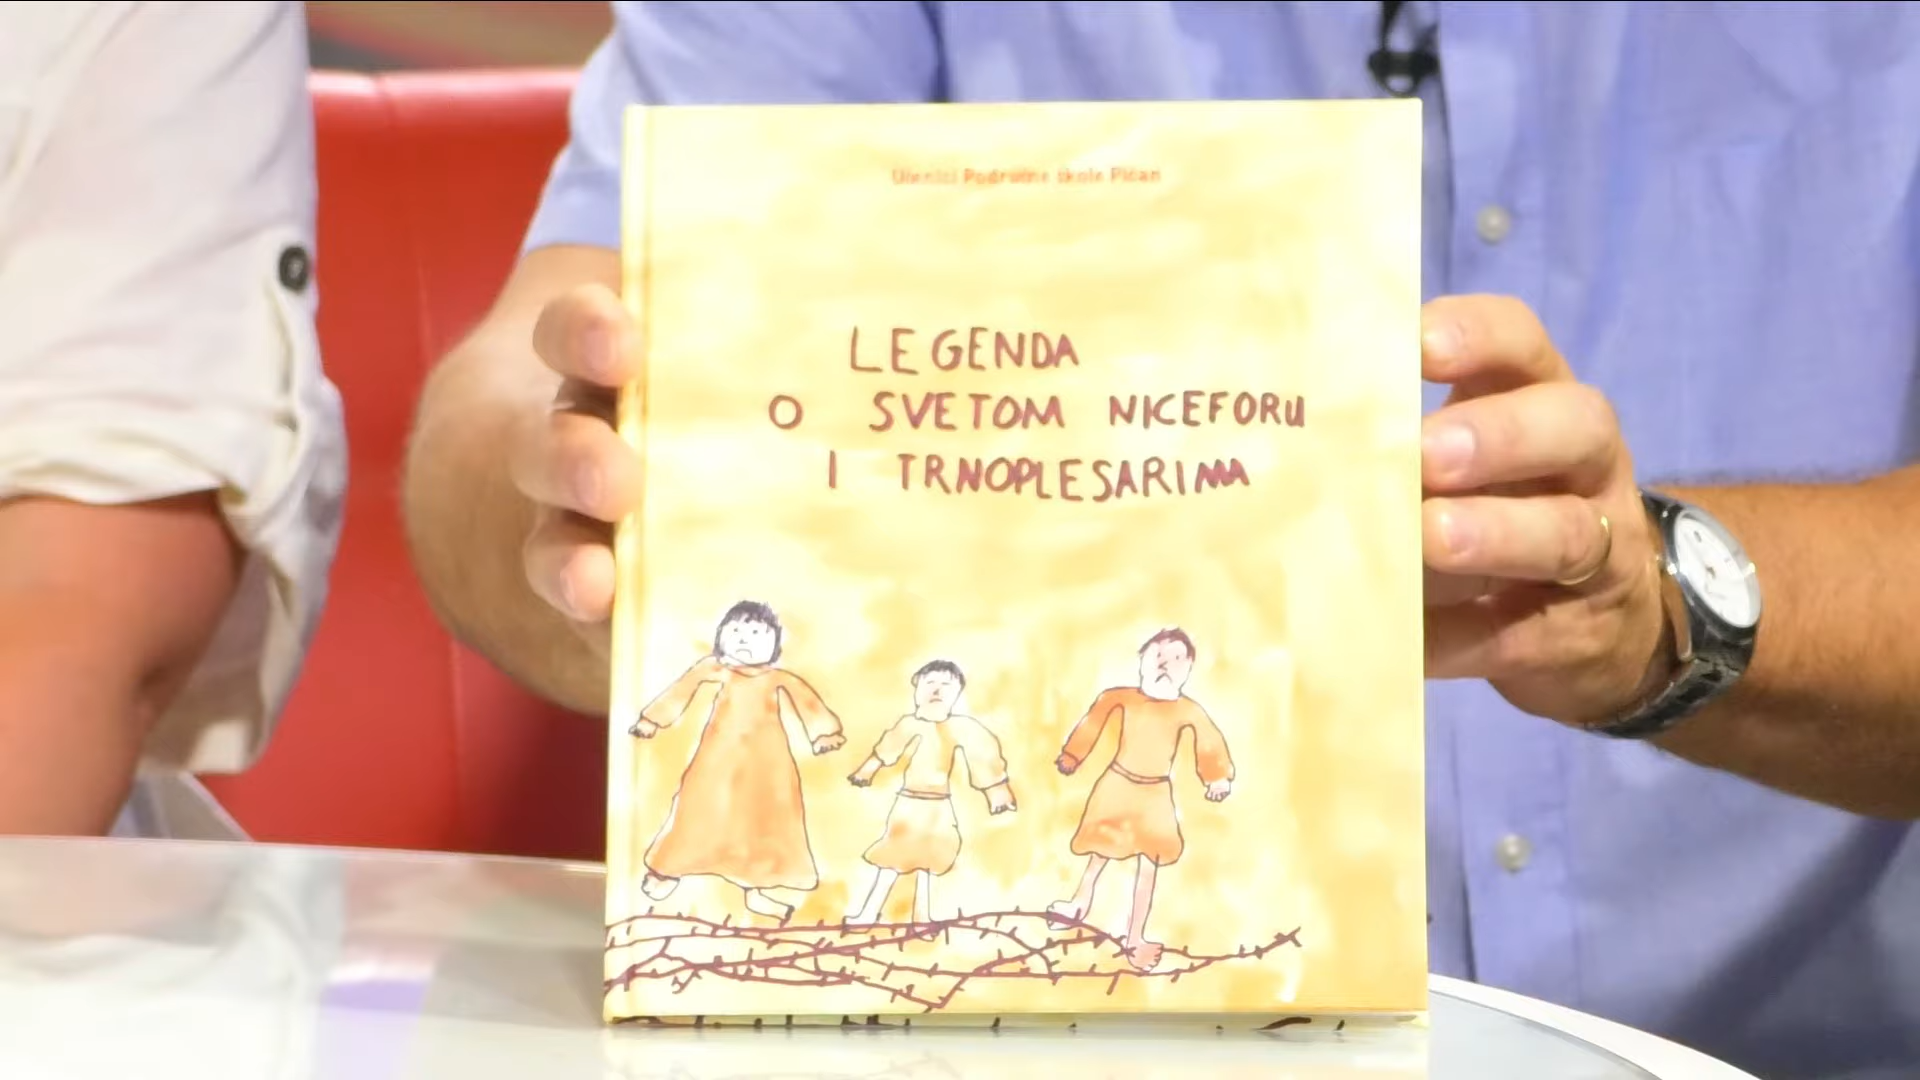 Učenici Područne škole Pićan
LEGENDA
O SVETOM NICEFORU
I TRNOPLESARIMA